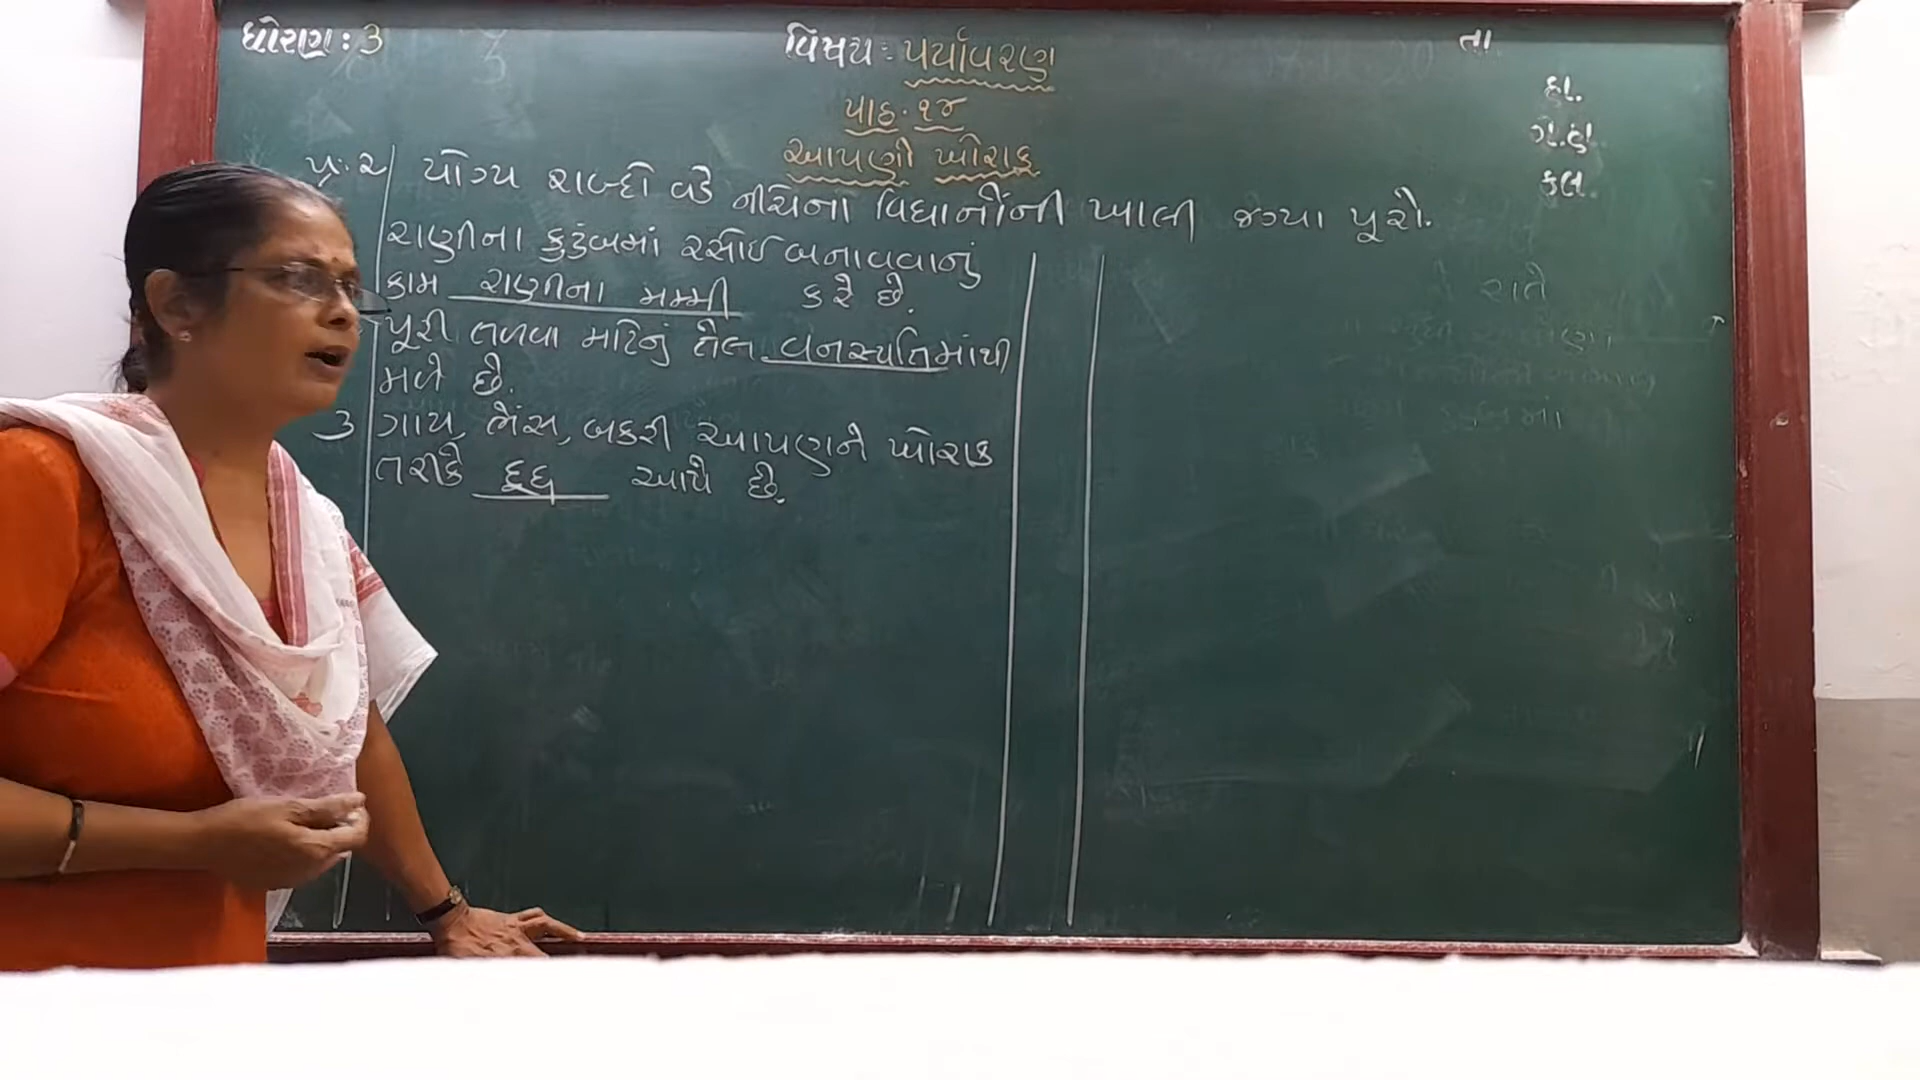 ધોરણ : 3
વિષય : પર્યાવરણ
તા
પાઠ. ૧૪
હા.
ગે.હા.
આપણો ખોરાક
કુલ.
પ્ર. ૨ યોગ્ય શબ્દો વડે નીચેના વિધાનોની ખાલી જગ્યા પૂરો.
રાણીના કુટુંબમાં રસોઈ બનાવવાનું
કામ રાણીના મમ્મી કરે છે.
પૂરી તળવા માટેનું તેલ વનસ્પતિમાંથી
મળે છે.
3 ગાય, ભેંસ, બકરી આપણને ખોરાક
તરીકે દૂધ આપે છે.